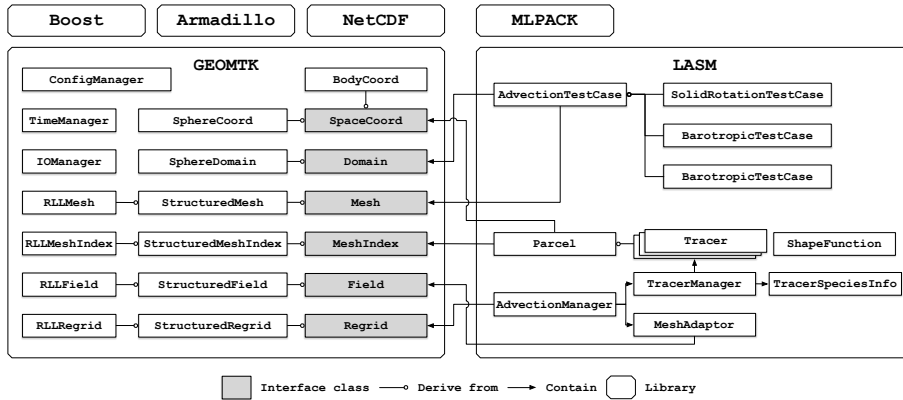 Boost
Armadillo
NetCDF
MLPACK
GEOMTK
ConfigManager
BodyCoord
TimeManager
SphereCoord
SpaceCoord
IOManager
SphereDomain
Domain
RLLMesh
StructuredMesh
Mesh
RLLMeshIndex
StructuredMeshIndex
MeshIndex
RLLField
StructuredField
Field
RLLRegrid
StructuredRegrid
Regrid
LASM
AdvectionTestCase
SolidRotationTestCase
BarotropicTestCase
BarotropicTestCase
Parcel
Tracer
ShapeFunction
TracerManager
TracerSpeciesInfo
AdvectionManager
MeshAdaptor
Interface class
Derive from
Contain
Library